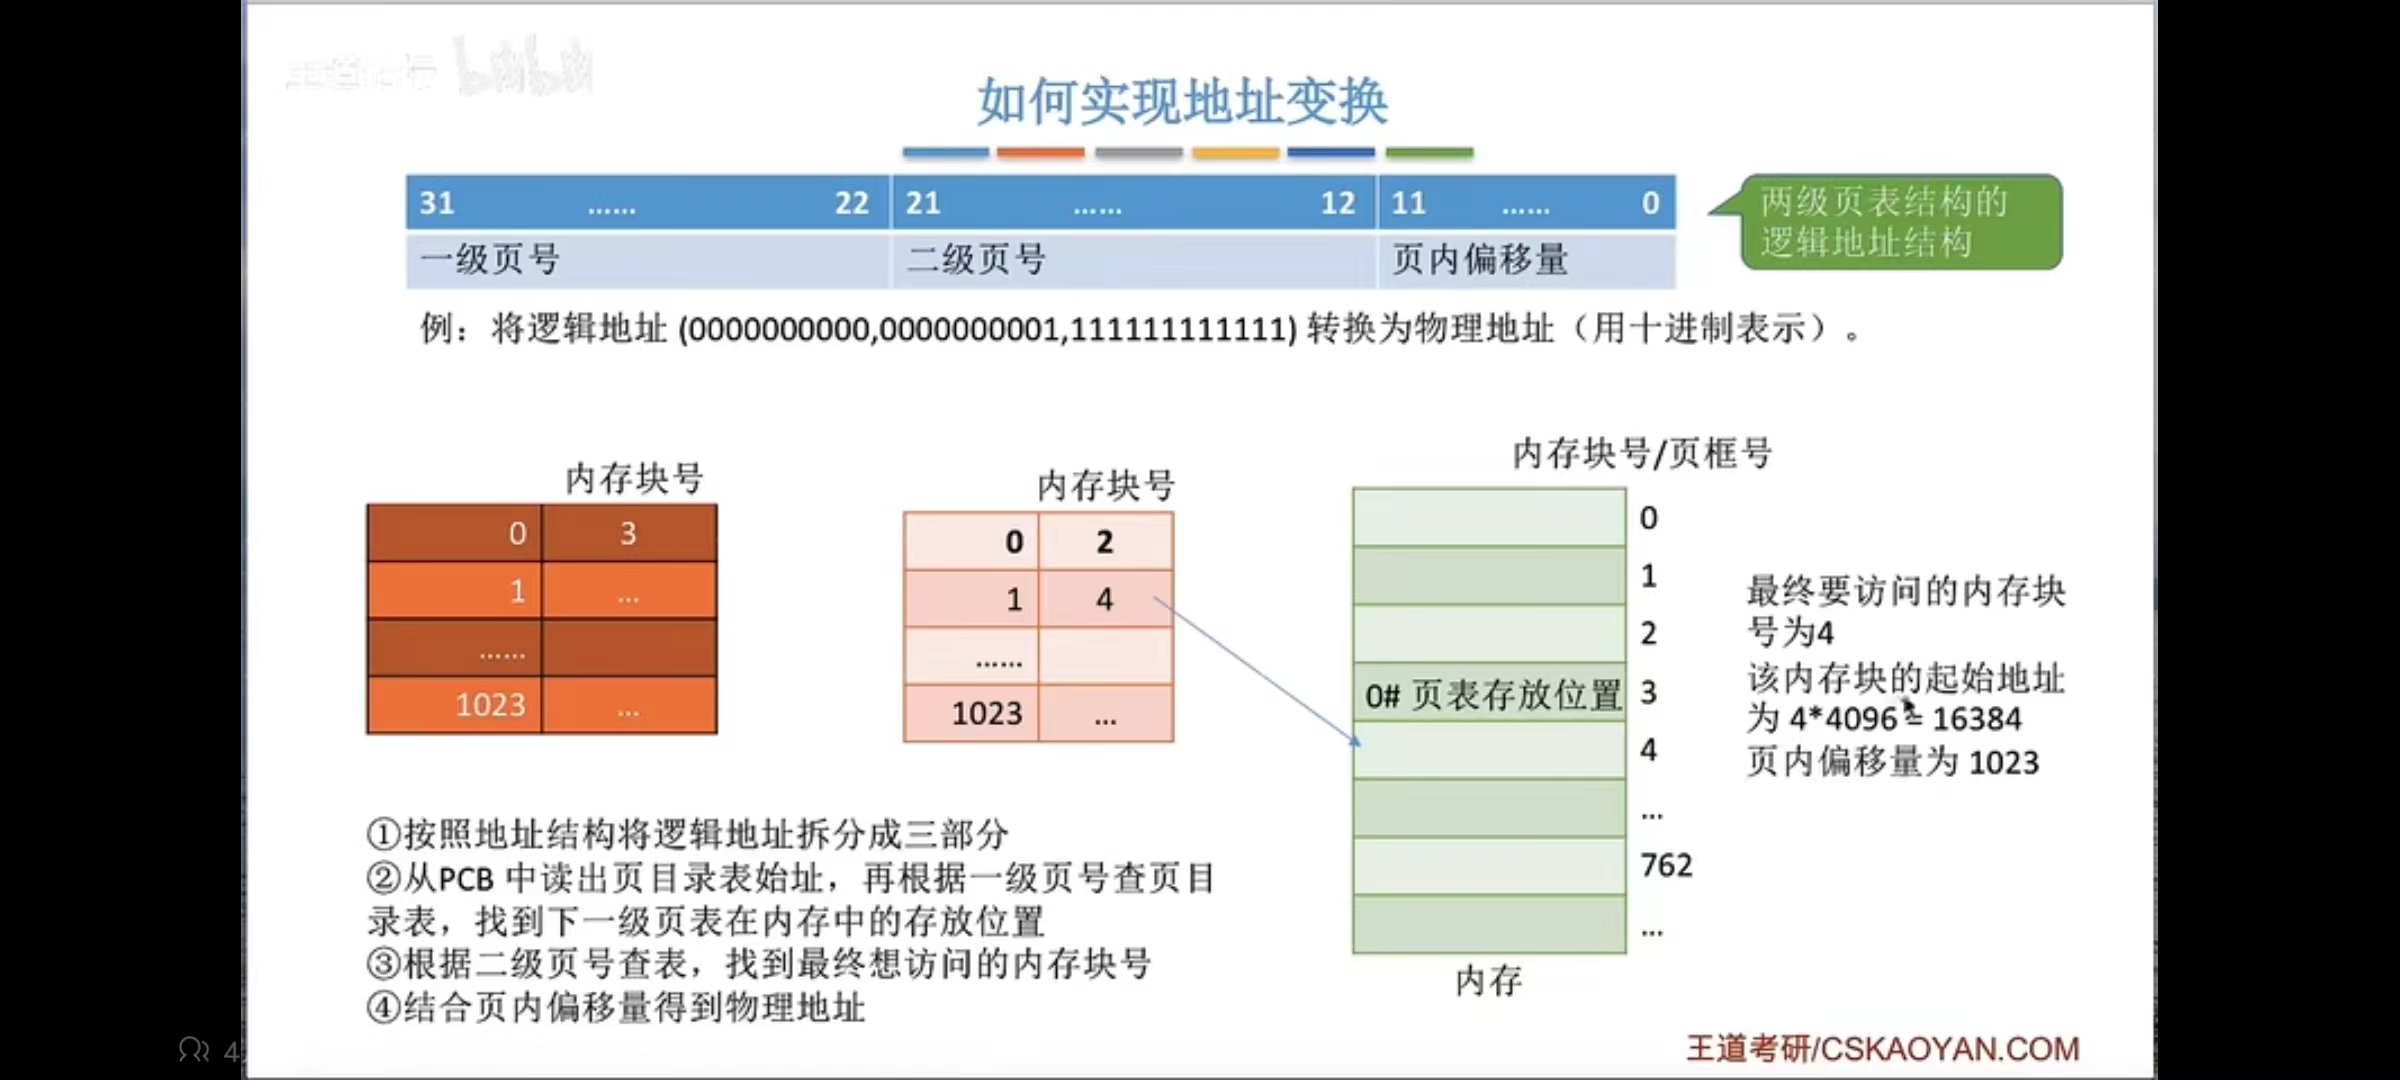 如何实现地址变换
31 …… 22 21 …… 12 11 …… 0
一级页号 二级页号 页内偏移量
两级页表结构的
逻辑地址结构
例：将逻辑地址 (0000000000,0000000001,111111111111) 转换为物理地址（用十进制表示）。
内存块号
0 3
1 …
……
1023 …
内存块号
0 2
1 4
……
1023 …
内存块号/页框号
0
1
2
0# 页表存放位置 3
4
…
762
…
内存
最终要访问的内存块
号为4
该内存块的起始地址
为 4*4096 = 16384
页内偏移量为 1023
①按照地址结构将逻辑地址拆分成三部分
②从PCB 中读出页目录表始址，再根据一级页号查页目
录表，找到下一级页表在内存中的存放位置
③根据二级页号查表，找到最终想访问的内存块号
④结合页内偏移量得到物理地址
王道考研/CSKAOYAN.COM
4